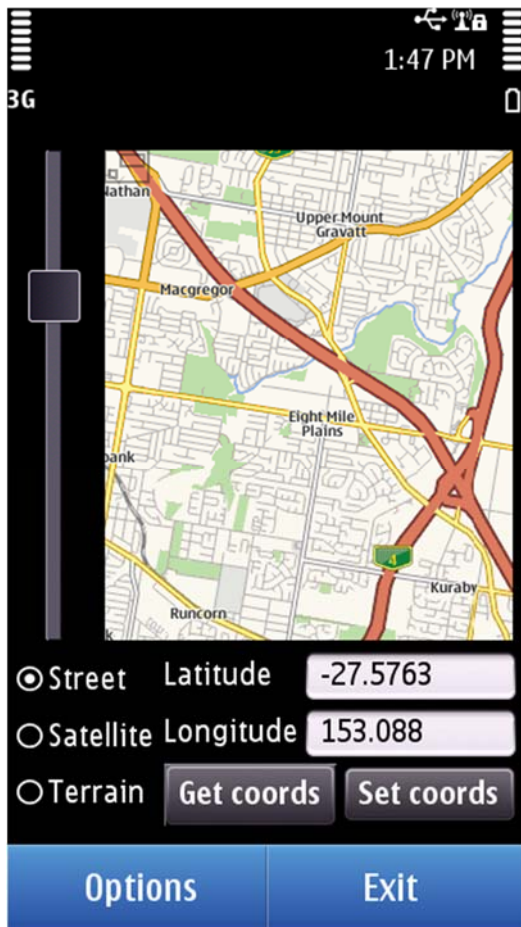 1:47 PM
3G
Nathan
Upper Mount
Gravatt
Macgregor
Eight Mile
Plains
bank
4
Kuraby
Runcorn
k
Street
Latitude
-27.5763
Satellite
Longitude
153.088
Terrain
Get coords
Set coords
Options
Exit